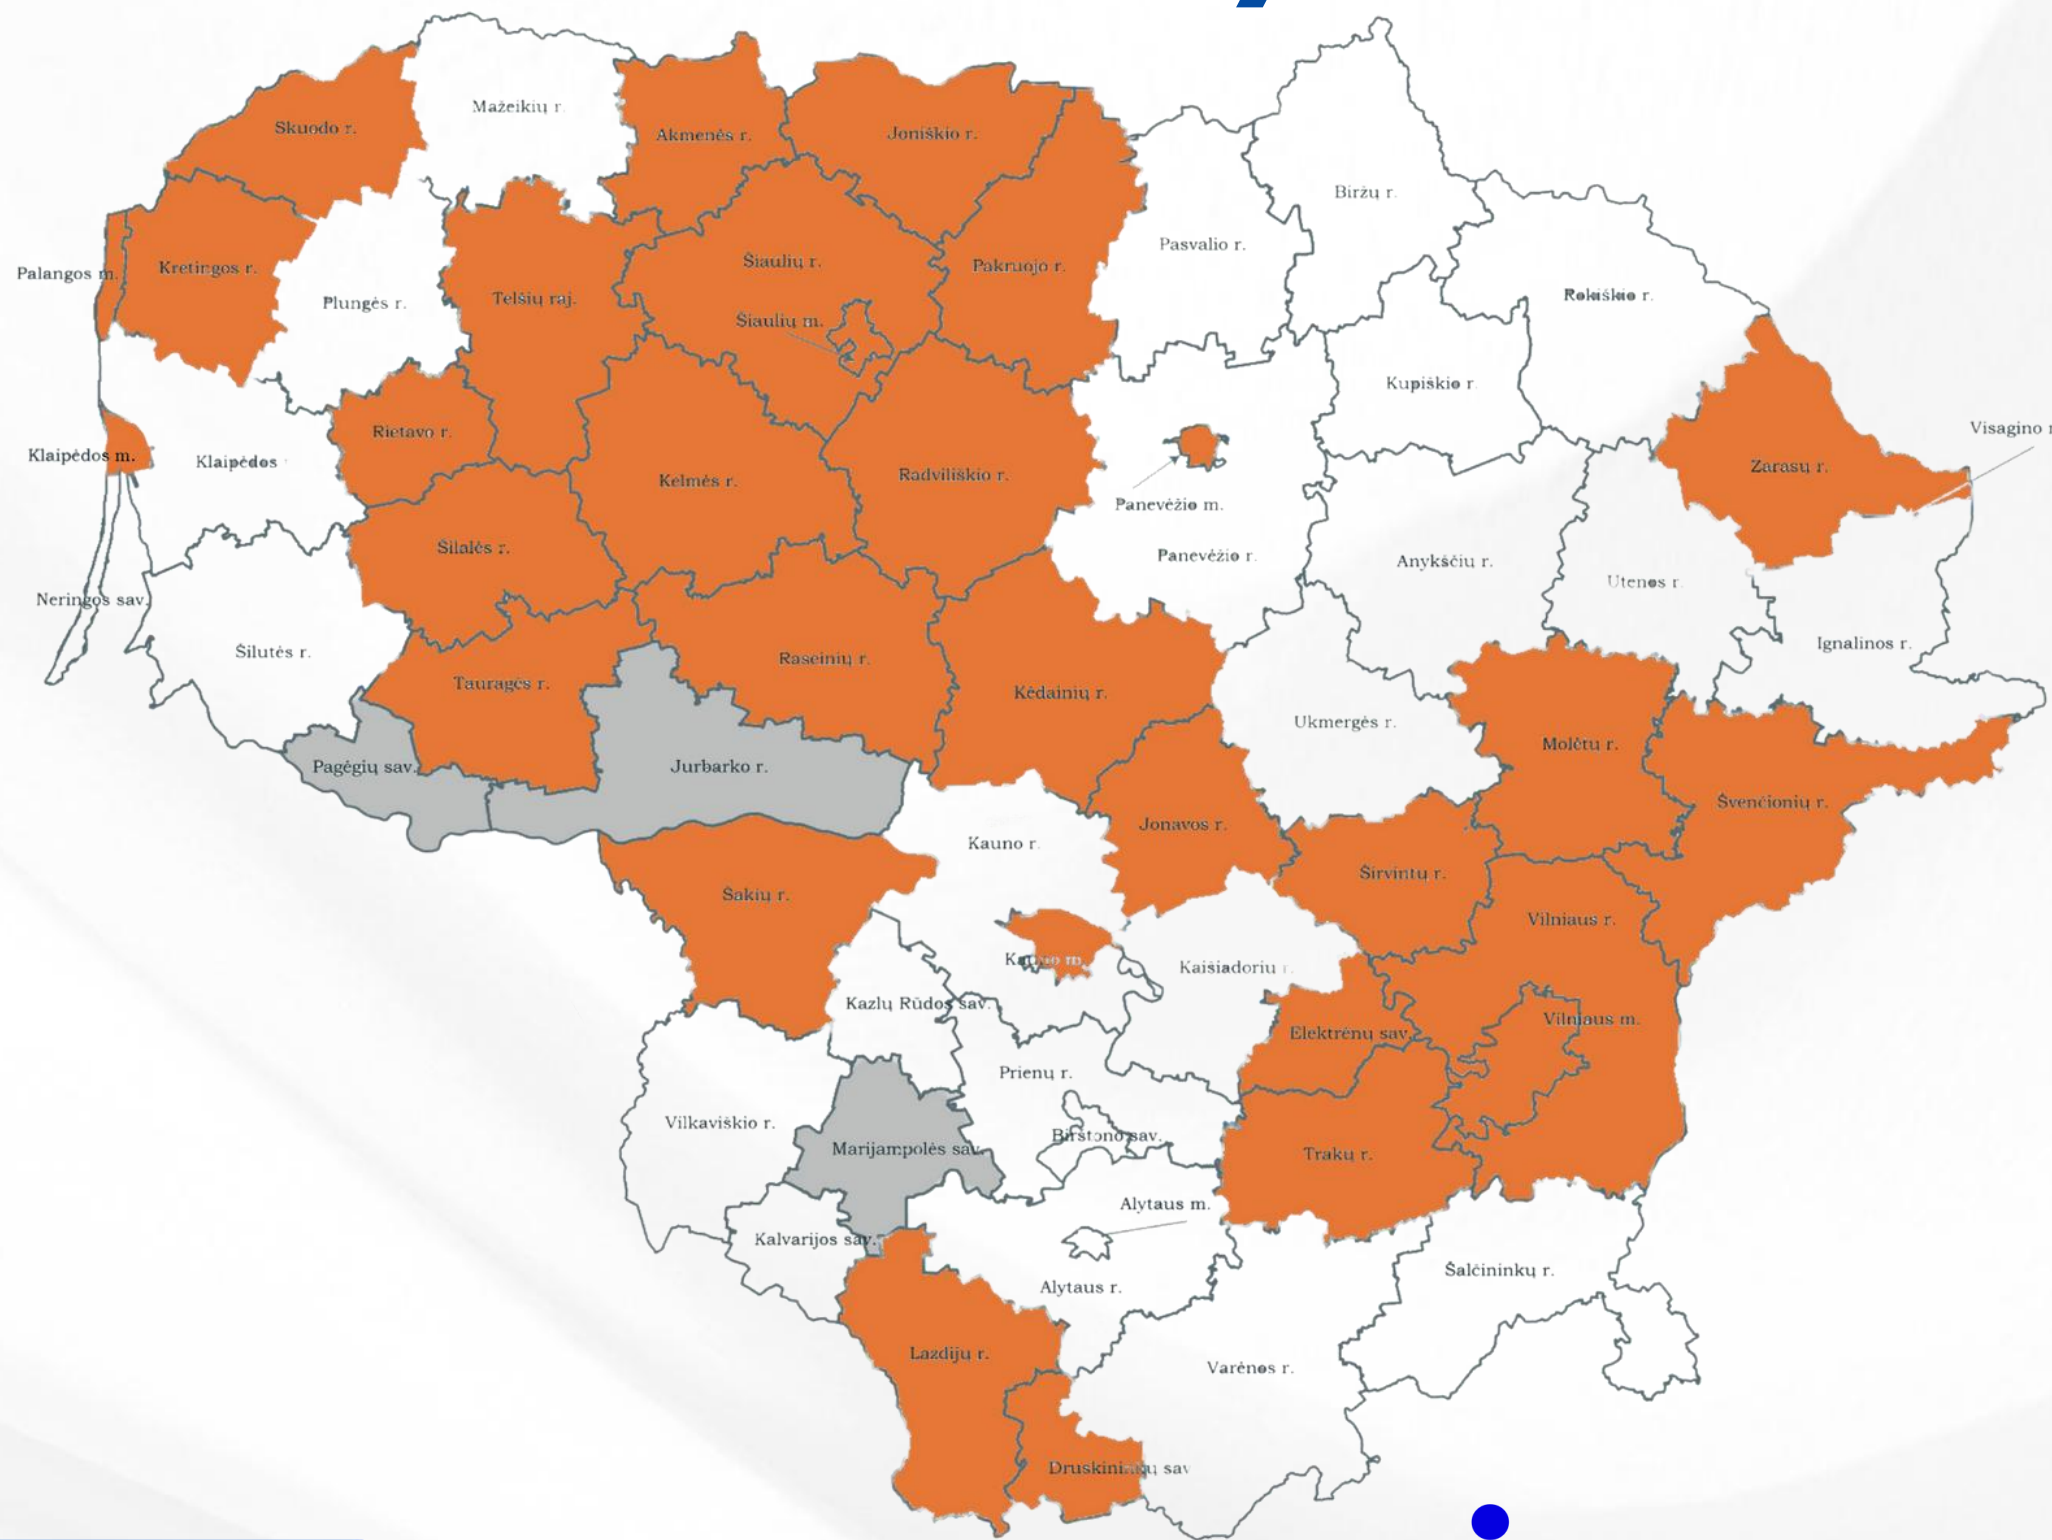 Mažeikių r.
Skuodo r.
Akmenės r.
Joniškio r.
Biržų r.
Pasvalio r.
Palangos m.
Kretingos r.
Šiaulių r.
Pakruojo r.
Plungės r.
Telšių raj.
Rokiškio r.
Šiaulių m.
Kupiškio r.
Rietavo r.
Visagino
Klaipėdos m.
Klaipėdos
Kelmės r.
Radviliškio r.
Zarasų r.
Panevėžio m.
Šilalės r.
Panevėžio r.
Anykščių r.
Utenos r.
Neringos sav.
Šilutės r.
Raseinių r.
Ignalinos r.
Tauragės r.
Kėdainių r.
Ukmergės r.
Molėtų r.
Pagėgių sav.
Jurbarko r.
Švenčionių r.
Jonavos r.
Kauno r.
Širvintų r.
Šakių r.
Vilniaus r.
Kauno m.
Kaišiadorių r.
Kazlų Rūdos sav.
Vilniaus m.
Elektrėnų sav.
Prienų r.
Vilkaviškio r.
Birštono sav.
Marijampolės sav.
Trakų r.
Alytaus m.
Kalvarijos sav.
Šalčininkų r.
Alytaus r.
Lazdijų r.
Varėnos r.
Druskininkų sav